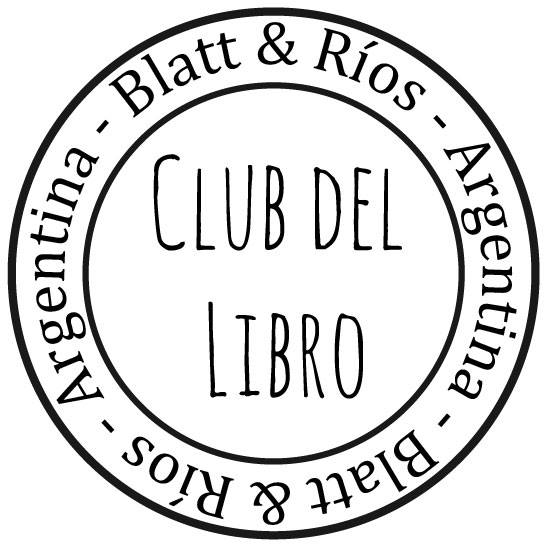 Blatt & Ríos - Argentina - Blatt & Ríos - Argentina -
CLUB DEL
LIBRO